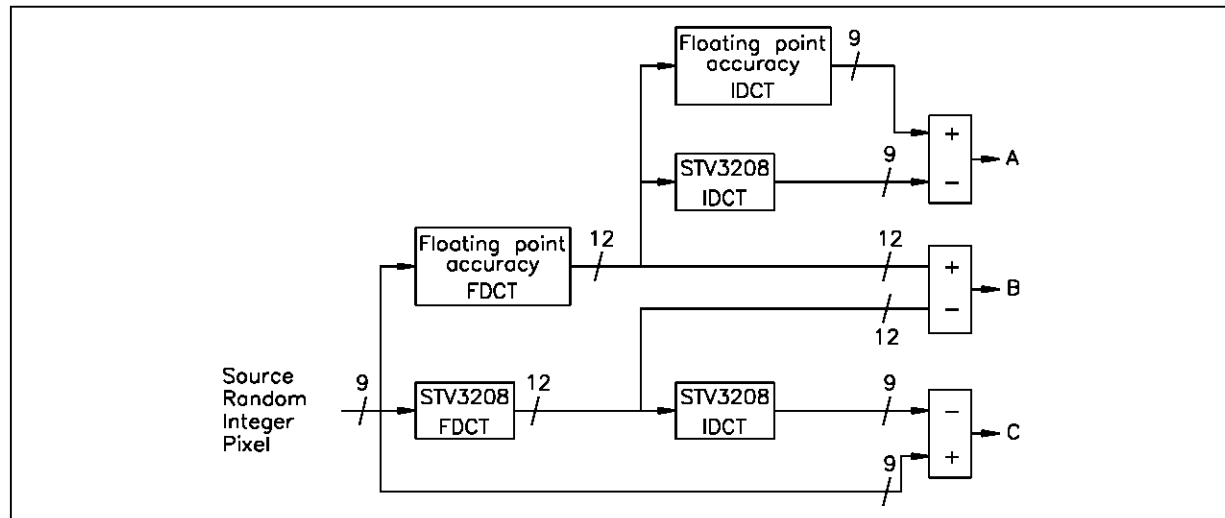 Floating point
accuracy
IDCT
9
+
−
A
STV3208
IDCT
9
Floating point
accuracy
FDCT
12
12
+
−
B
12
Source
Random
Integer
Pixel
9
STV3208
FDCT
12
STV3208
IDCT
9
−
+
C
9